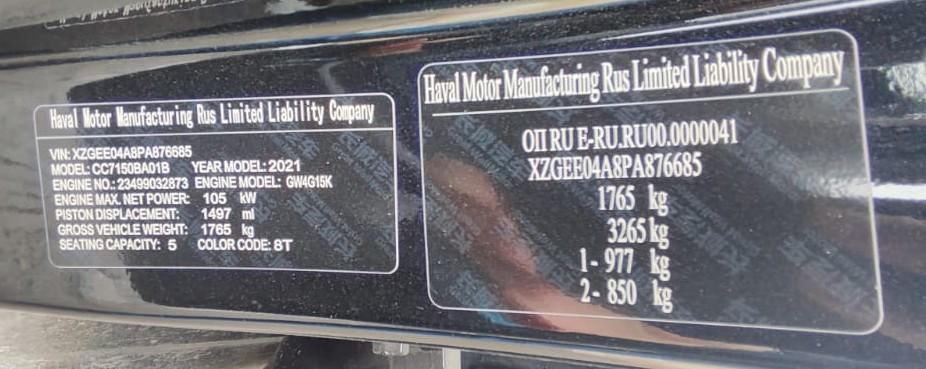 Haval Motor Manufacturing Rus Limited Liability Company
VIN: XZGEE04A8PA876685
MODEL: CC7150BA01B YEAR MODEL: 2021
ENGINE NO.: 23499032873 ENGINE MODEL: GW4G15K
ENGINE MAX. NET POWER: 105 kW
PISTON DISPLACEMENT: 1497 ml
GROSS VEHICLE WEIGHT: 1765 kg
SEATING CAPACITY: 5 COLOR CODE: 8T
Haval Motor Manufacturing Rus Limited Liability Company
ОП RU E-RU.RU00.0000041
XZGEE04A8PA876685
1765 kg
3265 kg
1- 977 kg
2- 850 kg